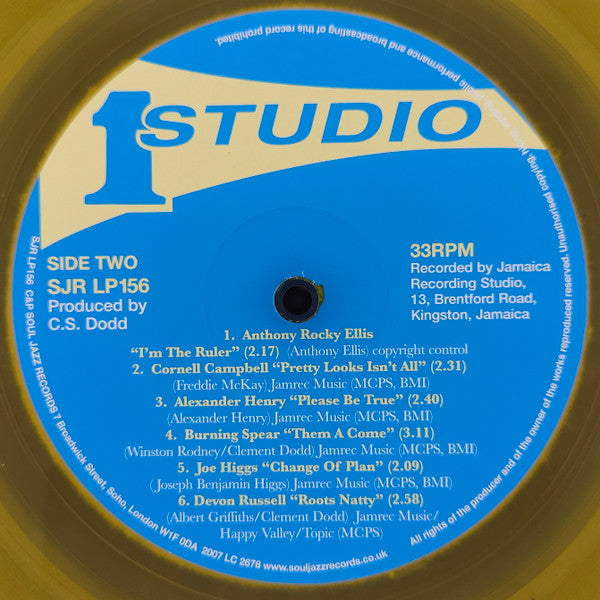 1 STUDIO
SIDE TWO
SJR LP156
Produced by
C.S. Dodd
33RPM
Recorded by Jamaica
Recording Studio,
13, Brentford Road,
Kingston, Jamaica
1. Anthony Rocky Ellis
“I’m The Ruler” (2.17) (Anthony Ellis) copyright control
2. Cornell Campbell “Pretty Looks Isn’t All” (2.31)
(Freddie McKay) Jamrec Music (MCPS, BMI)
3. Alexander Henry “Please Be True” (2.40)
(Alexander Henry) Jamrec Music (MCPS, BMI)
4. Burning Spear “Them A Come” (3.11)
(Winston Rodney/Clement Dodd) Jamrec Music (MCPS, BMI)
5. Joe Higgs “Change Of Plan” (2.09)
( Joseph Benjamin Higgs) Jamrec Music (MCPS, BMI)
6. Devon Russell “Roots Natty” (2.58)
(Albert Griffiths/Clement Dodd) Jamrec Music/
Happy Valley/Topic (MCPS)
SJR LP156 C&P SOUL JAZZ RECORDS 7 Broadwick Street, Soho, London W1F 0DA 2007 LC 2678 www.souljazzrecords.co.uk
All rights of the producer and of the owner of the works reproduced reserved. Unauthorised copying, public performance and broadcasting of this record prohibited.